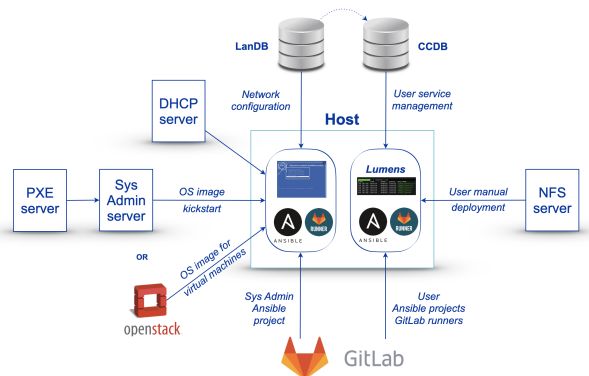 LanDB
CCDB
Network
configuration
User service
management
DHCP
server
Host
Lumens
PXE
server
Sys
Admin
server
OS image
kickstart
User manual
deployment
NFS
server
ANSIBLE
RUNNER
ANSIBLE
RUNNER
OR
OS image for
virtual machines
openstack
Sys Admin
Ansible
project
User
Ansible projects
GitLab runners
GitLab